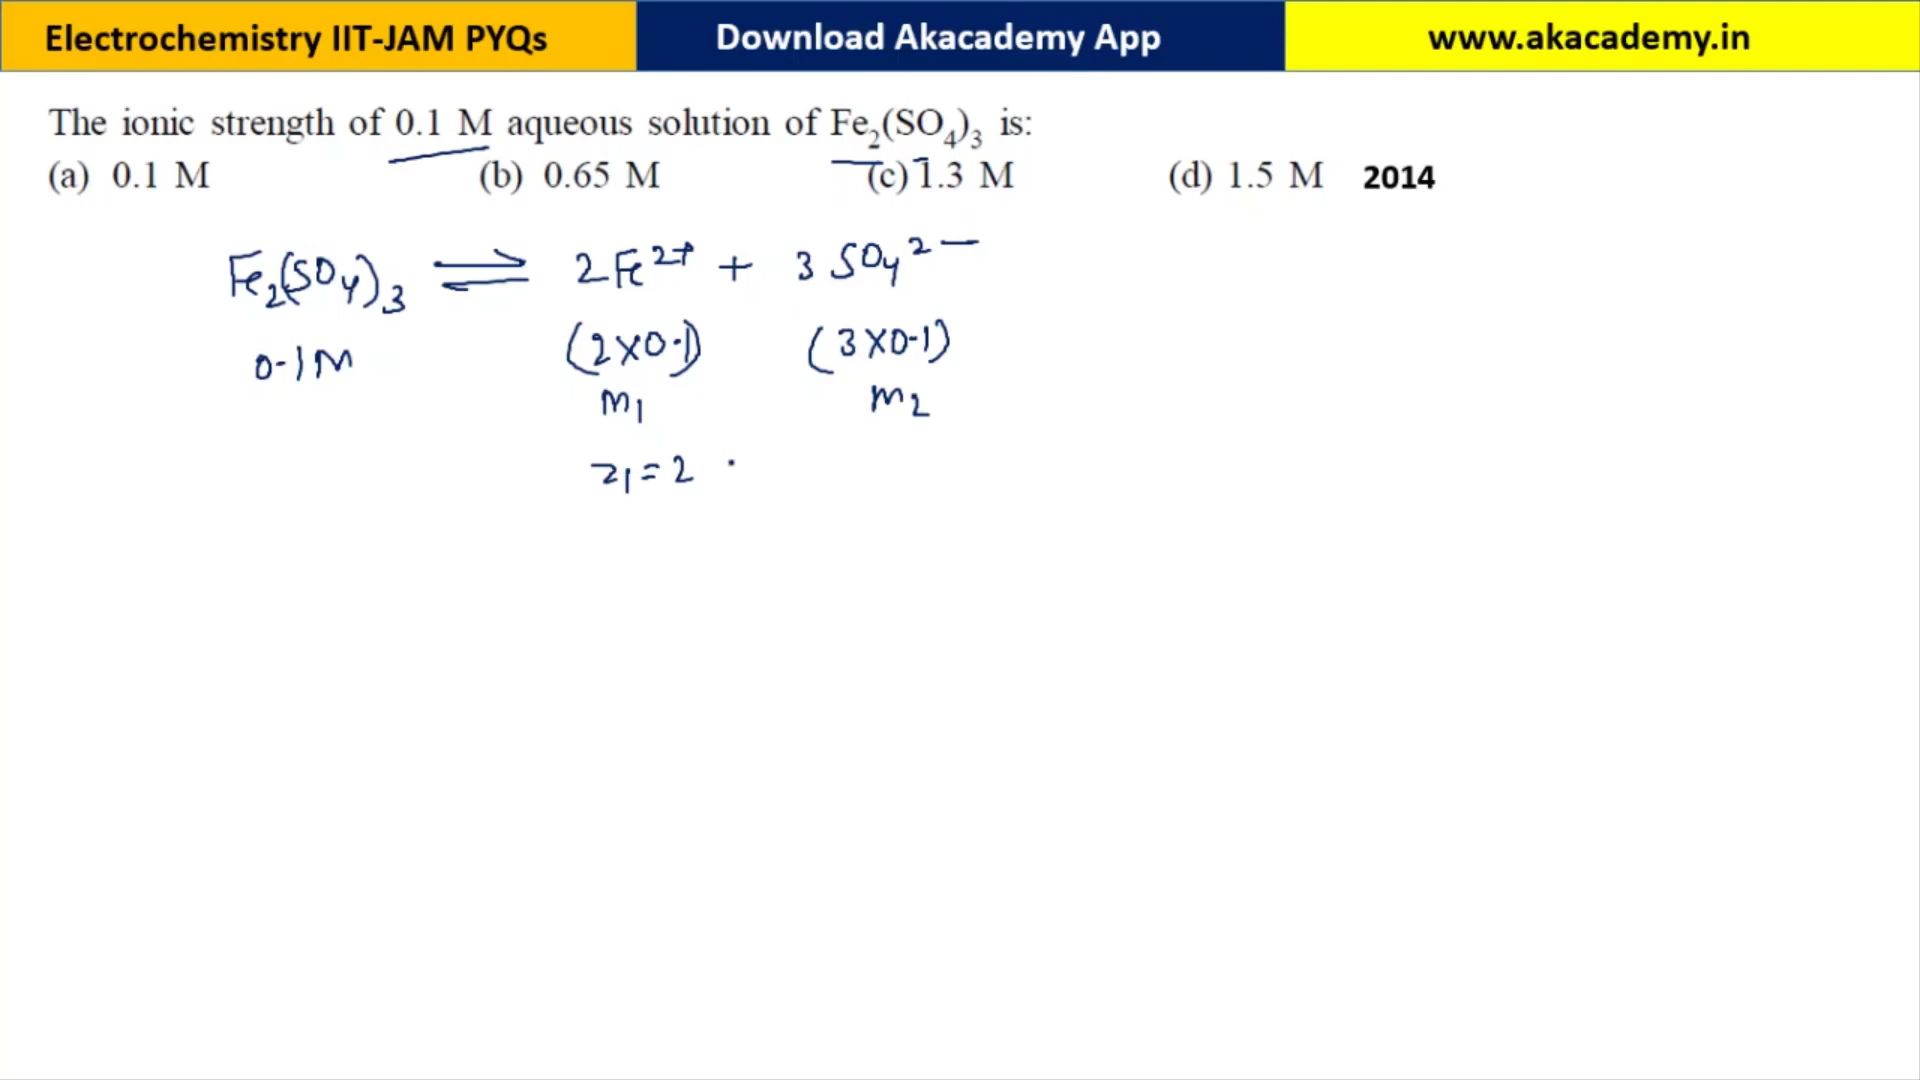 Electrochemistry IIT-JAM PYQs Download Akacademy App www.akacademy.in
The ionic strength of 0.1 M aqueous solution of Fe₂(SO₄)₃ is:
(a) 0.1 M (b) 0.65 M (c) 1.3 M (d) 1.5 M 2014
Fe₂(SO₄)₃ ⇌ 2Fe²⁺ + 3SO₄²⁻
0.1M (2×0.1) (3×0.1)
m₁ m₂
z₁=2